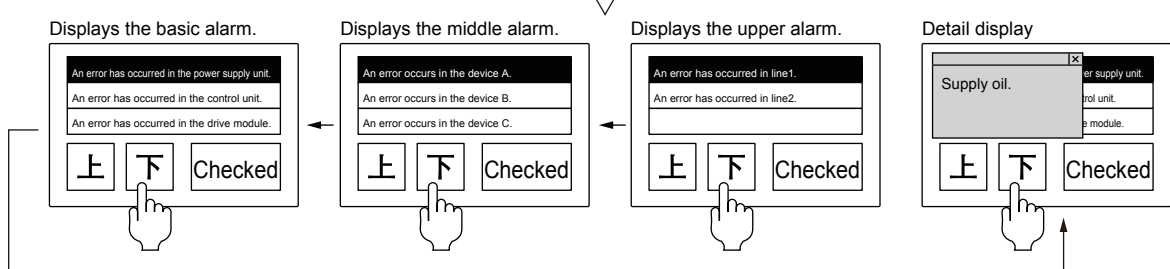 Displays the basic alarm.
An error has occurred in the power supply unit.
An error has occurred in the control unit.
An error has occurred in the drive module.
上 下 Checked
Displays the middle alarm.
An error occurs in the device A.
An error occurs in the device B.
An error occurs in the device C.
上 下 Checked
Displays the upper alarm.
An error has occurred in line1.
An error has occurred in line2.
上 下 Checked
Detail display
Supply oil.
er supply unit.
trol unit.
e module.
上 下 Checked